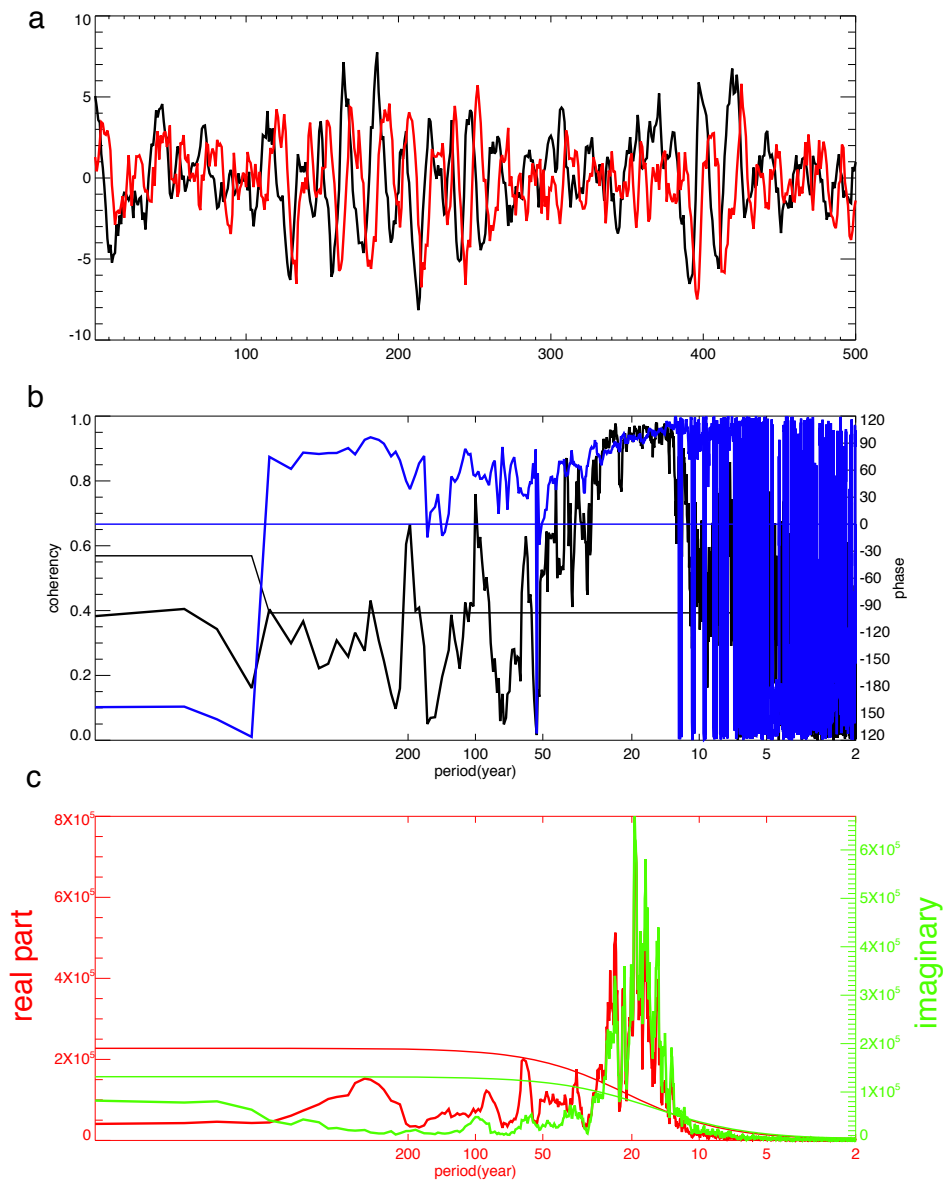 a
10
5
0
-5
-10
100 200 300 400 500
b
1.0
0.8
0.6
0.4
0.2
0.0
coherency
120
90
60
30
0
-30
-60
-90
-120
-150
-180
150
120
phase
200 100 50 20 10 5 2
period(year)
c
8X10⁵
6X10⁵
4X10⁵
2X10⁵
0
real part
6X10⁵
5X10⁵
4X10⁵
3X10⁵
2X10⁵
1X10⁵
0
imaginary
200 100 50 20 10 5 2
period(year)